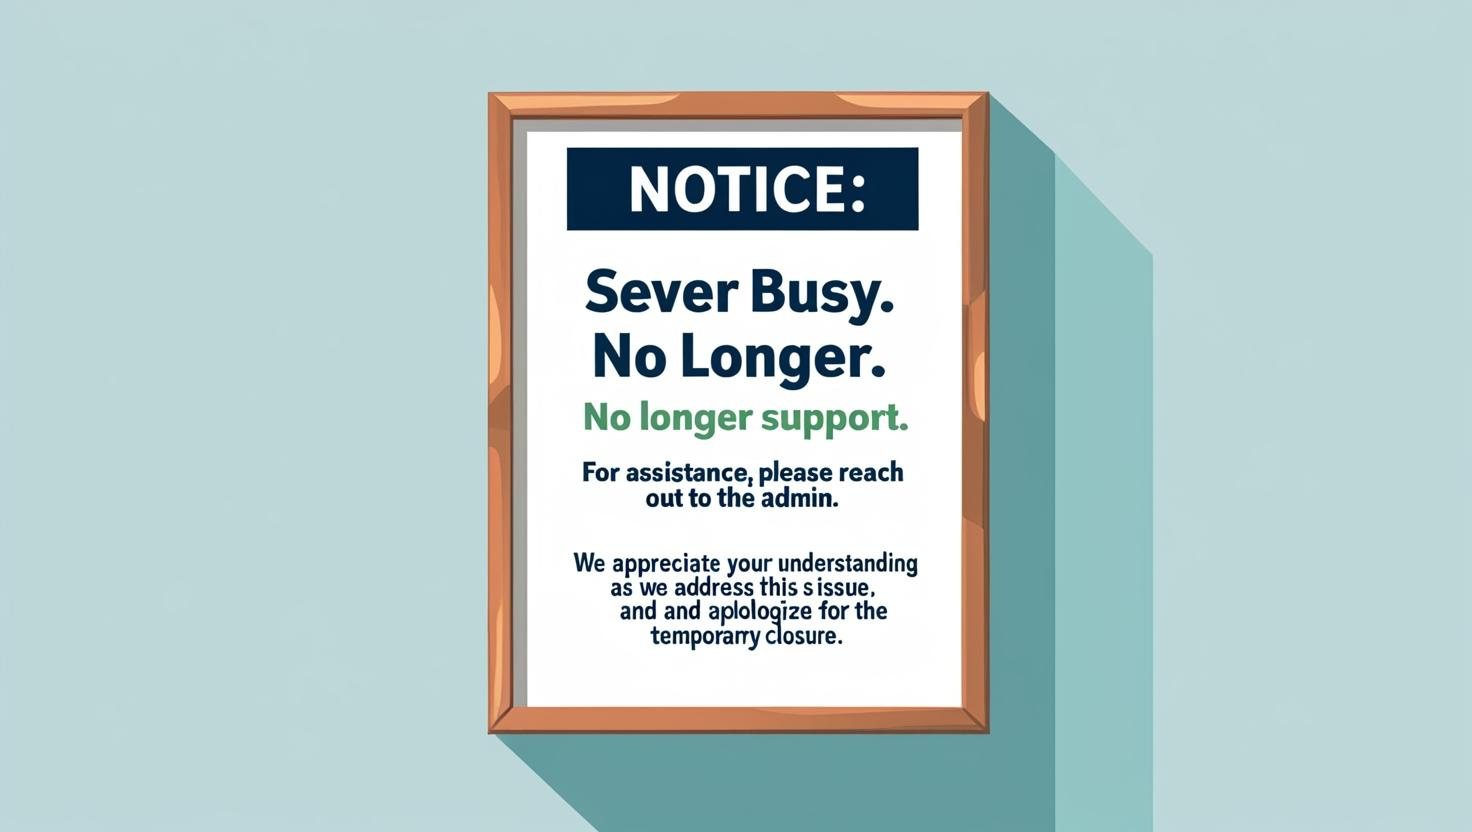 NOTICE:
Sever Busy.
No Longer.
No longer support.
For assistance, please reach
out to the admin.
We appreciate your understanding
as we address this s issue,
and and aplologize for the
temporarry closure.